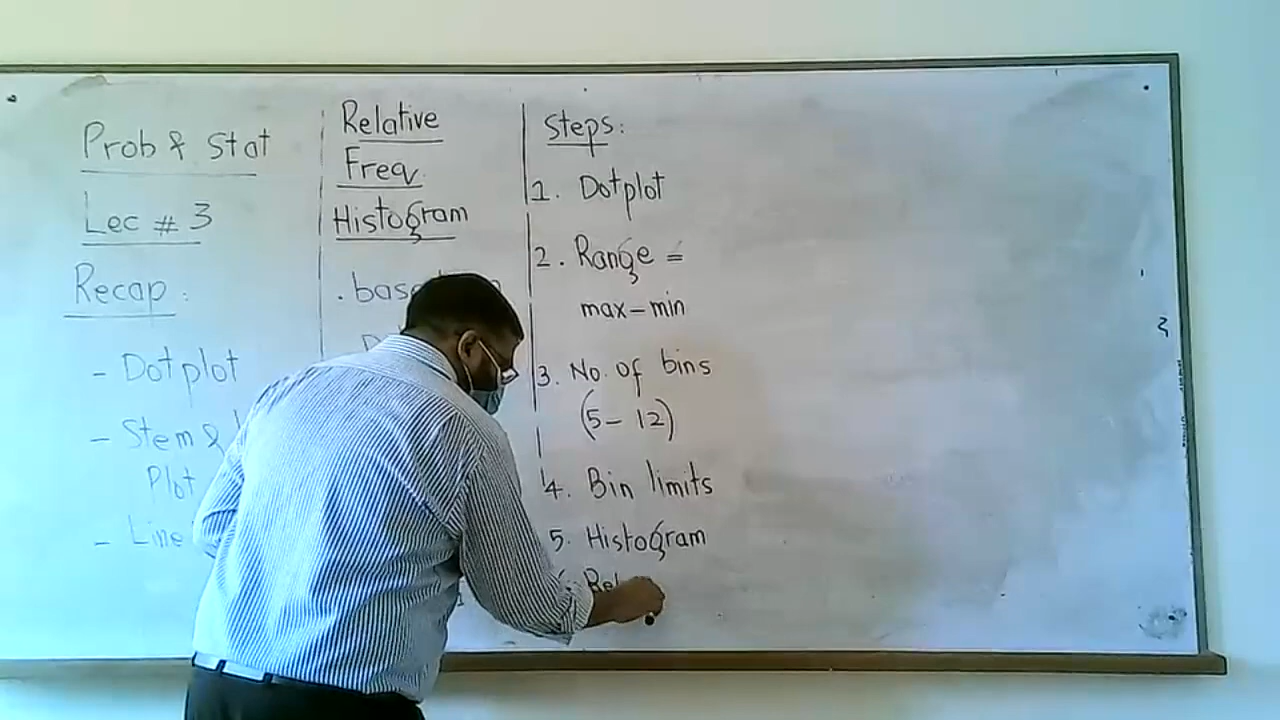 Prob & Stat
Lec # 3
Recap:
- Dotplot
- Stem &
Plot
- Line
Relative
Freq.
Histogram
Steps:
1. Dotplot
2. Range =
max – min
3. No. of bins
(5 – 12)
4. Bin limits
5. Histogram